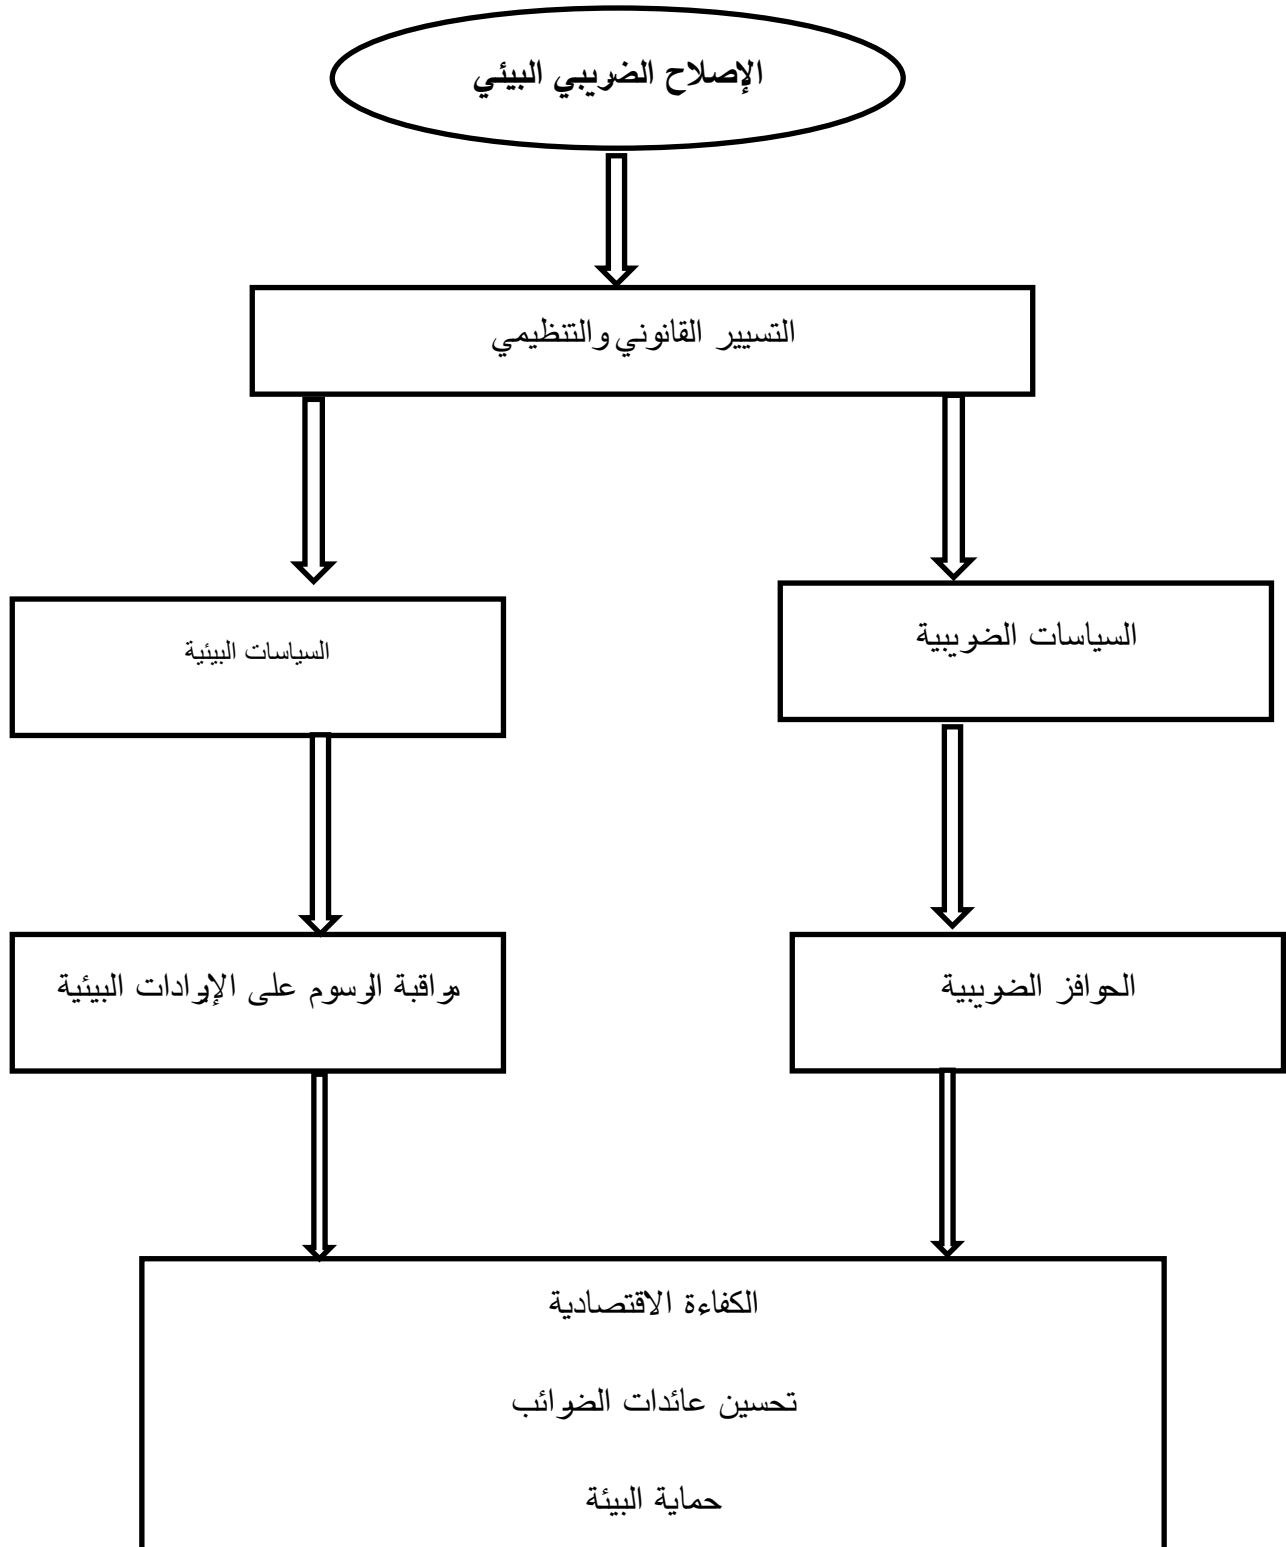 الإصلاح الضريبي البيئي
التسيير القانوني والتنظيمي
السياسات الضريبية
السياسات البيئية
الحوافز الضريبية
مراقبة الرسوم على الإيرادات البيئية
الكفاءة الاقتصادية
تحسين عائدات الضرائب
حماية البيئة